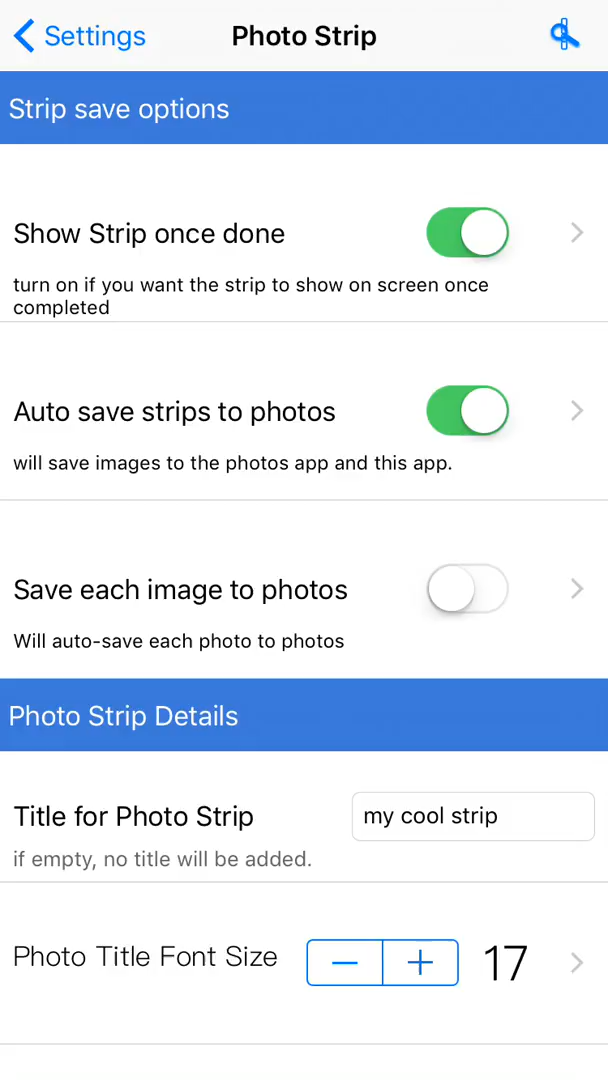 Settings
Photo Strip
Strip save options
Show Strip once done
turn on if you want the strip to show on screen once
completed
Auto save strips to photos
will save images to the photos app and this app.
Save each image to photos
Will auto-save each photo to photos
Photo Strip Details
Title for Photo Strip
my cool strip
if empty, no title will be added.
Photo Title Font Size
17